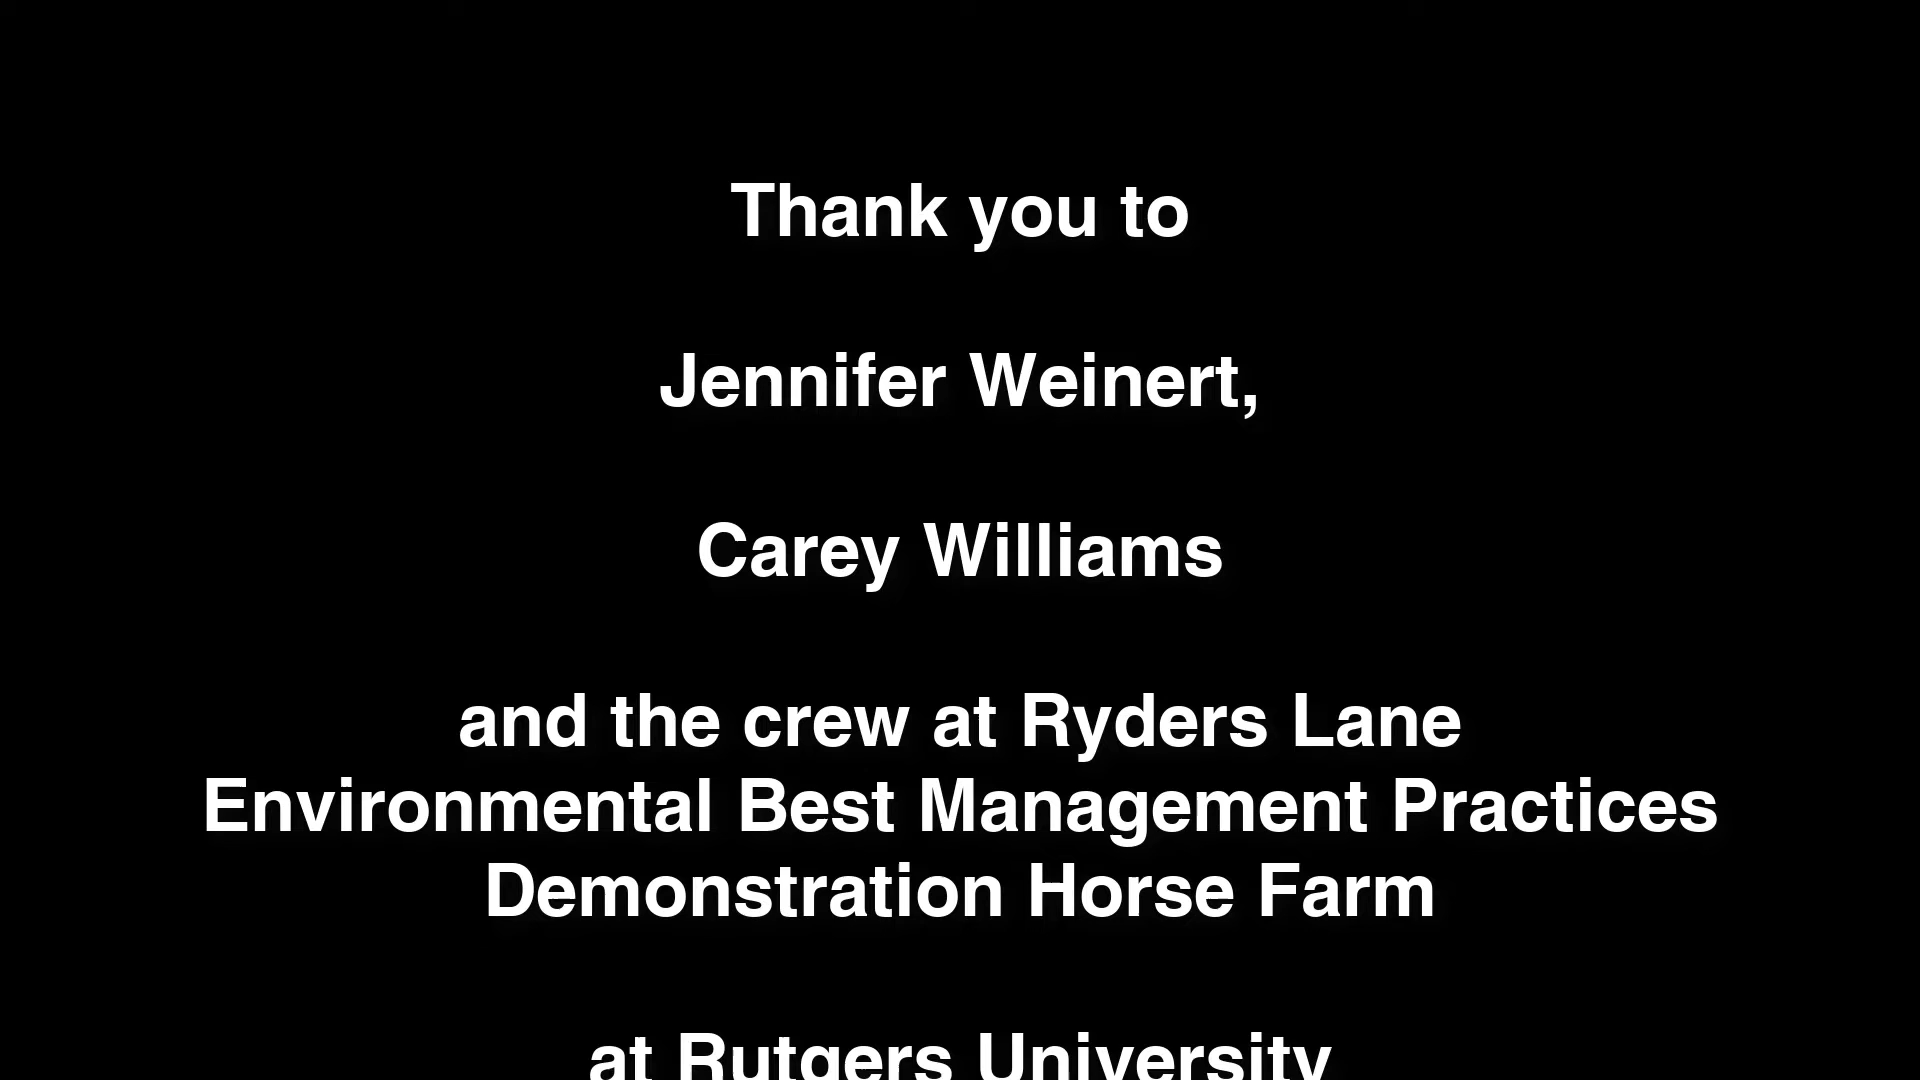 Thank you to
Jennifer Weinert,
Carey Williams
and the crew at Ryders Lane
Environmental Best Management Practices
Demonstration Horse Farm
at Rutgers University